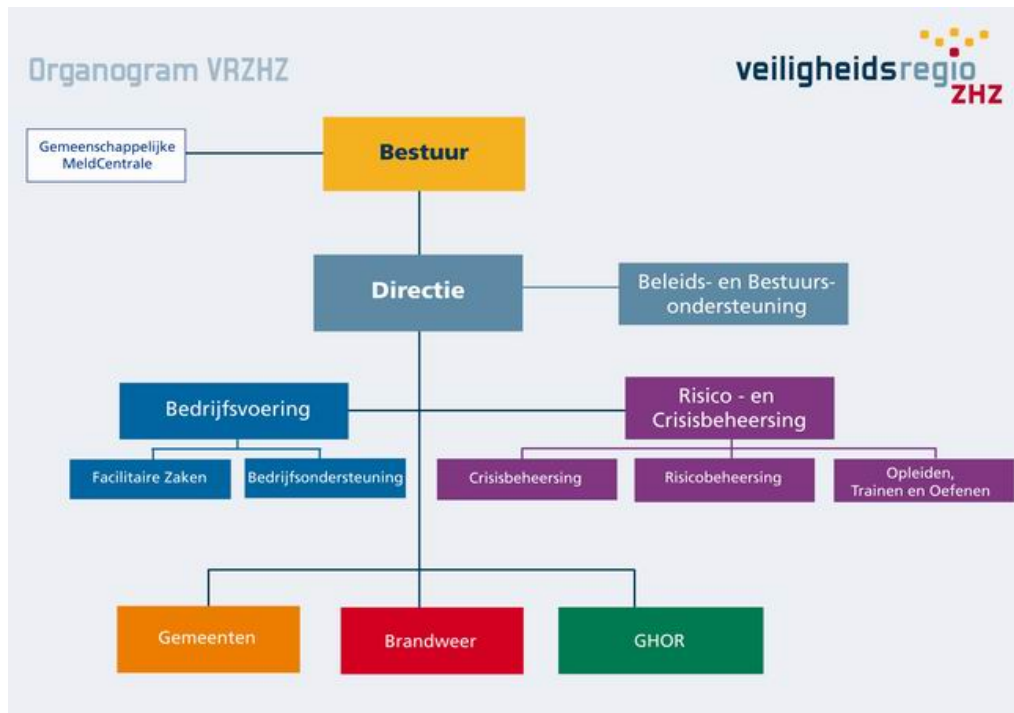 Organogram VRZHZ
veiligheidsregio
ZHZ
Gemeenschappelijke
MeldCentrale
Bestuur
Directie
Beleids- en Bestuurs-
ondersteuning
Bedrijfsvoering
Risico - en
Crisisbeheersing
Facilitaire Zaken
Bedrijfsondersteuning
Crisisbeheersing
Risicobeheersing
Opleiden,
Trainen en Oefenen
Gemeenten
Brandweer
GHOR